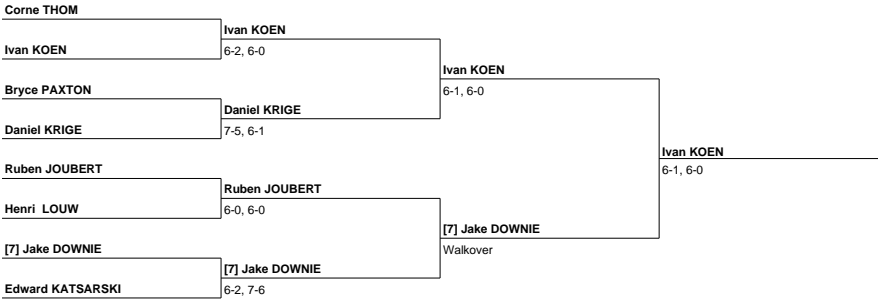 Corne THOM
Ivan KOEN
Ivan KOEN
6-2, 6-0
Ivan KOEN
6-1, 6-0
Bryce PAXTON
Daniel KRIGE
Daniel KRIGE
7-5, 6-1
Ivan KOEN
6-1, 6-0
Ruben JOUBERT
Ruben JOUBERT
Henri LOUW
6-0, 6-0
[7] Jake DOWNIE
Walkover
[7] Jake DOWNIE
[7] Jake DOWNIE
Edward KATSARSKI
6-2, 7-6